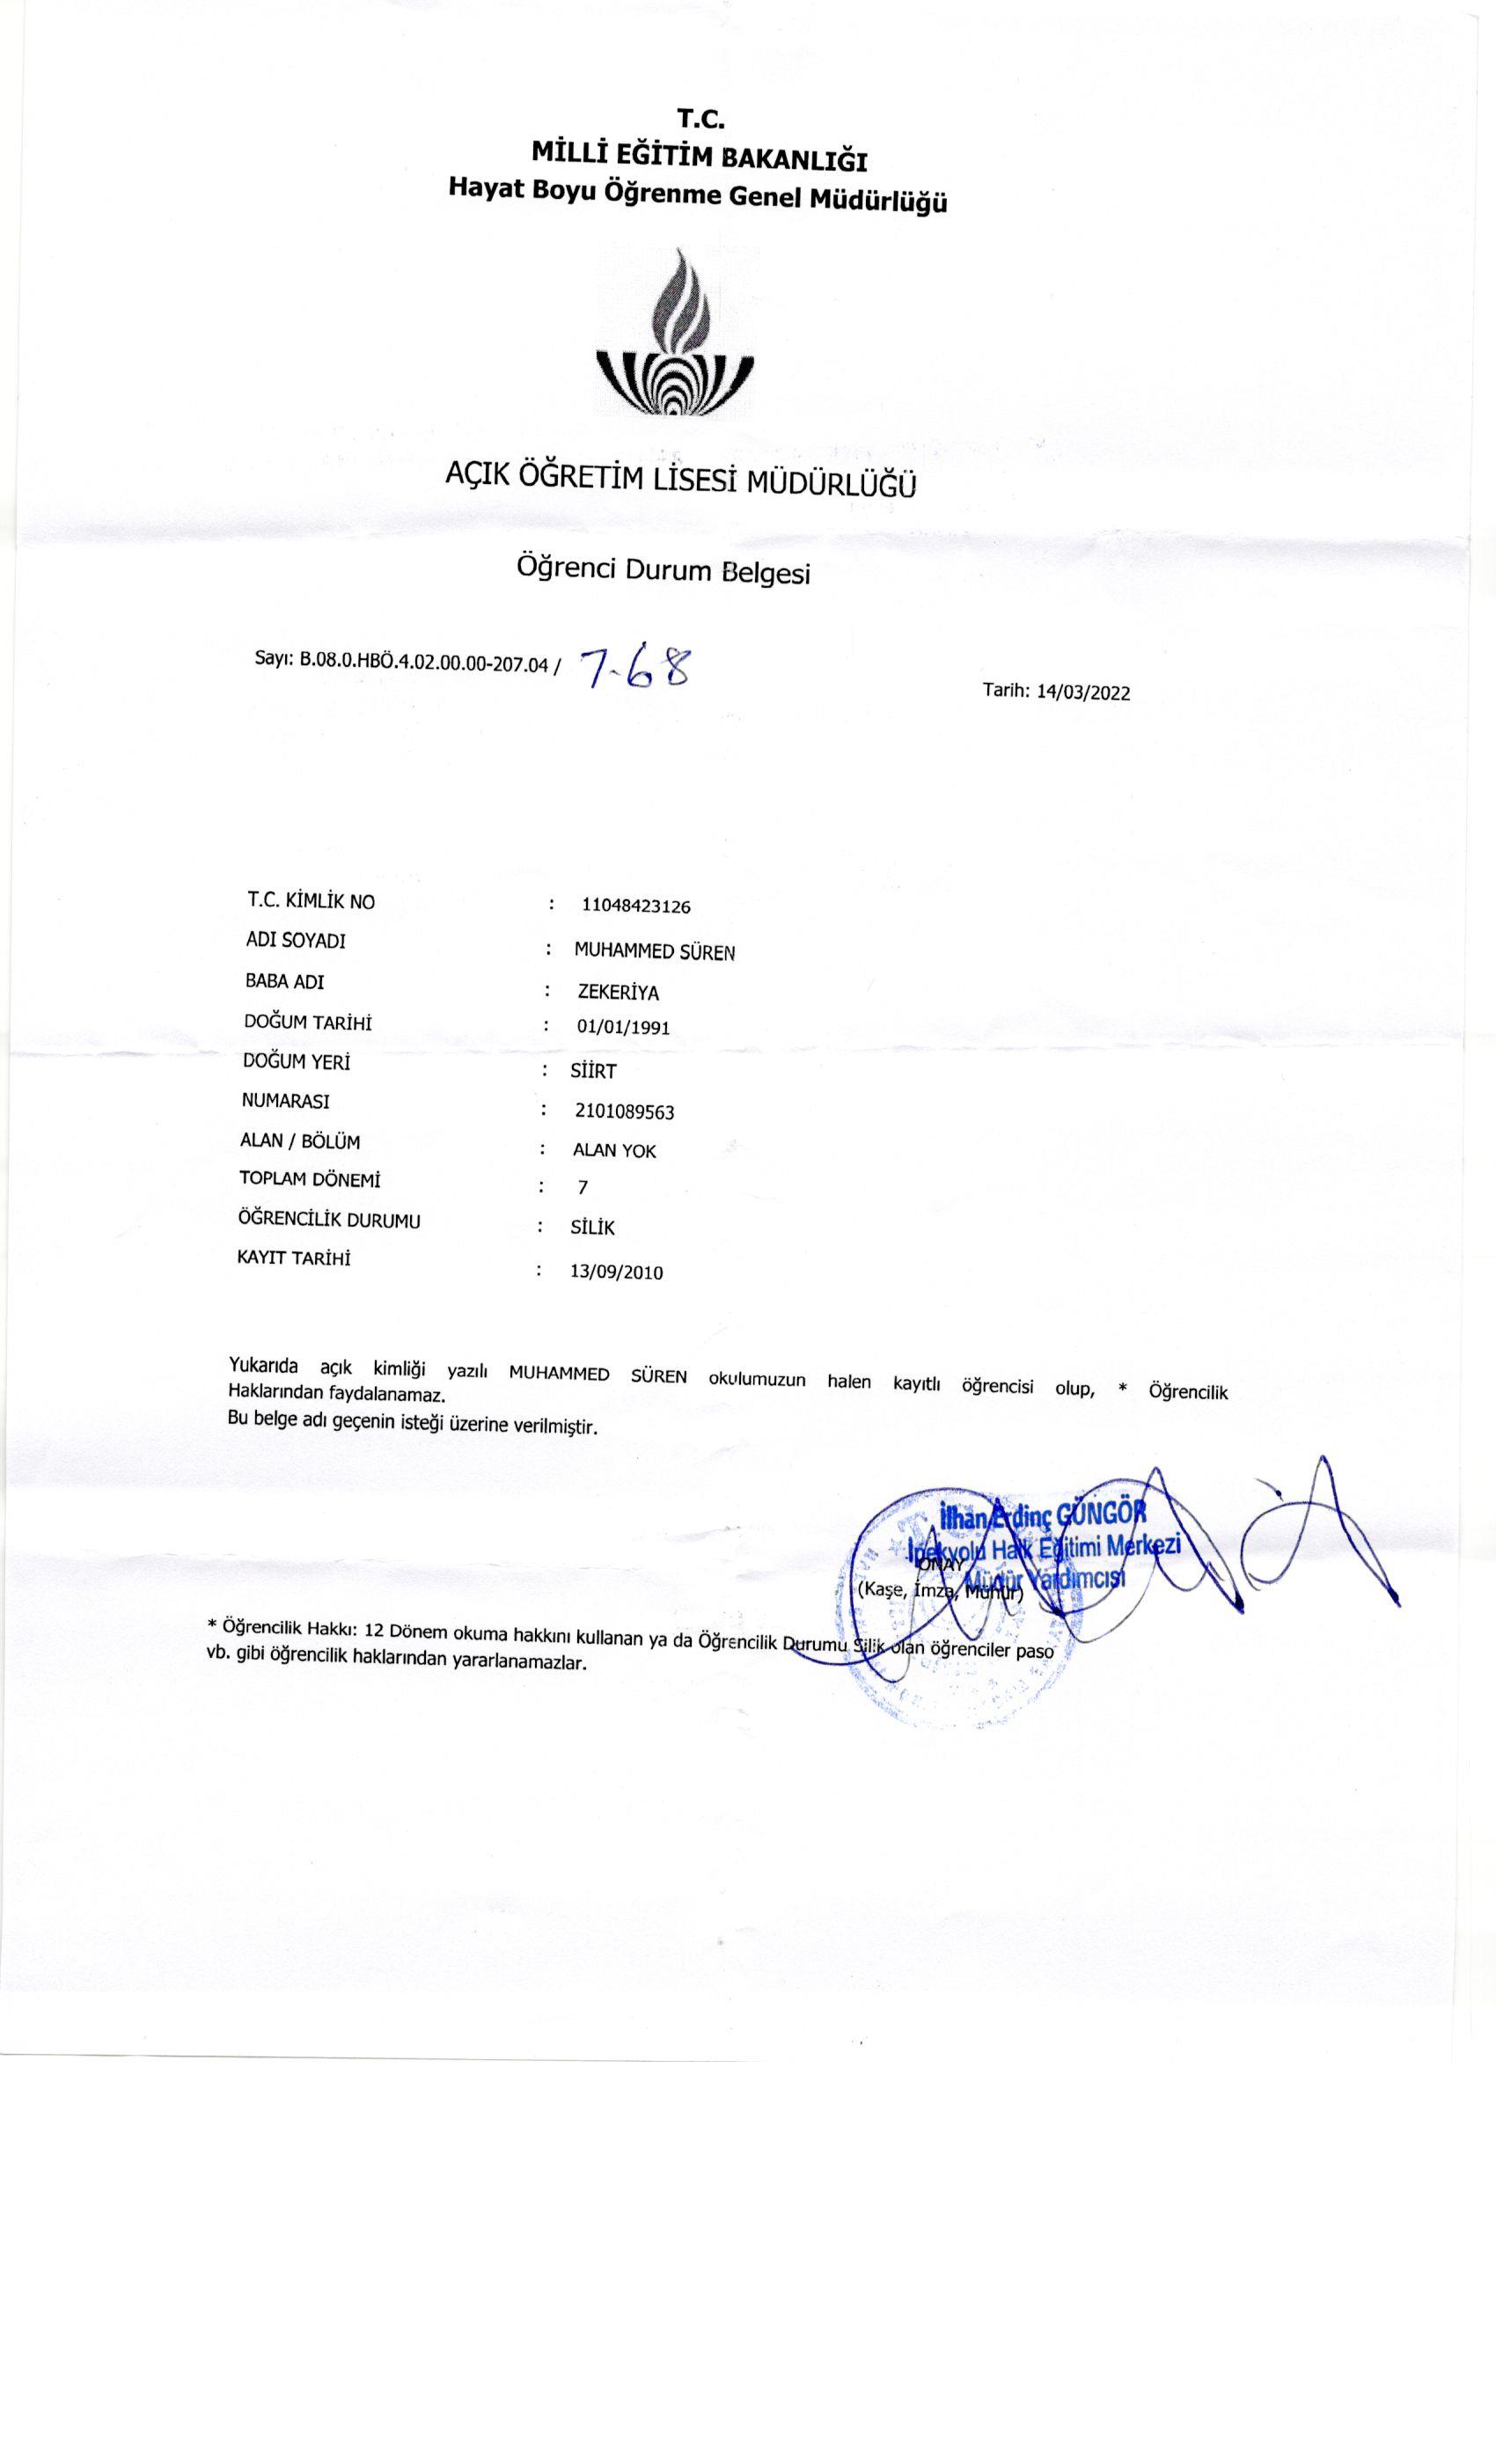 T.C.
MİLLİ EĞİTİM BAKANLIĞI
Hayat Boyu Öğrenme Genel Müdürlüğü
AÇIK ÖĞRETİM LİSESİ MÜDÜRLÜĞÜ
Öğrenci Durum Belgesi
Sayı: B.08.0.HBÖ.4.02.00.00-207.04 / 7-68
Tarih: 14/03/2022
T.C. KİMLİK NO : 11048423126
ADI SOYADI : MUHAMMED SÜREN
BABA ADI : ZEKERİYA
DOĞUM TARİHİ : 01/01/1991
DOĞUM YERİ : SİİRT
NUMARASI : 2101089563
ALAN / BÖLÜM : ALAN YOK
TOPLAM DÖNEMİ : 7
ÖĞRENCİLİK DURUMU : SİLİK
KAYIT TARİHİ : 13/09/2010
Yukarıda açık kimliği yazılı MUHAMMED SÜREN okulumuzun halen kayıtlı öğrencisi olup, * Öğrencilik
Haklarından faydalanamaz.
Bu belge adı geçenin isteği üzerine verilmiştir.
İlhan Erdinç GÜNGÖR
İpekyolu Halk Eğitimi Merkezi
ONAY
Müdür Yardımcısı
(Kaşe, İmza, Mühür)
* Öğrencilik Hakkı: 12 Dönem okuma hakkını kullanan ya da Öğrencilik Durumu Silik olan öğrenciler paso
vb. gibi öğrencilik haklarından yararlanamazlar.